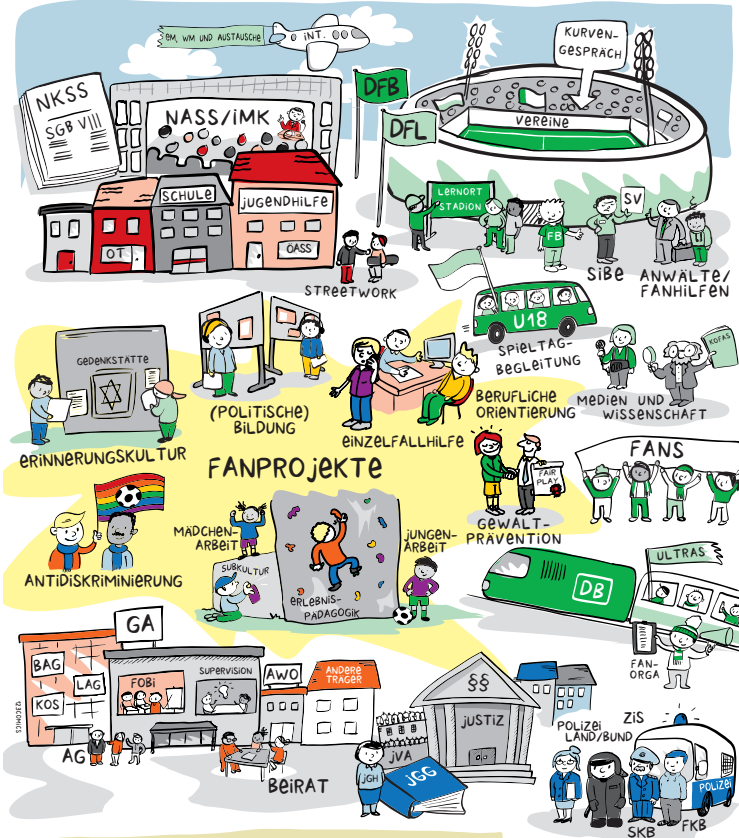 EM, WM UND AUSTAUSCHE
INT.
KURVEN-
GESPRÄCH
NKSS
SGB VIII
NASS/IMK
DFB
DFL
VEREINE
SCHULE
JUGENDHILFE
OT
ÖASS
STREETWORK
LERNORT
STADION
FB
SV
SIBE
ANWÄLTE/
FANHILFEN
U18
SPIELTAG-
BEGLEITUNG
KOFAS
MEDIEN UND
WISSENSCHAFT
GEDENKSTÄTTE
ERINNERUNGSKULTUR
(POLITISCHE)
BILDUNG
EINZELFALLHILFE
BERUFLICHE
ORIENTIERUNG
FANPROJEKTE
FAIR
PLAY
GEWALT-
PRÄVENTION
FANS
ANTIDISKRIMINIERUNG
MÄDCHEN-
ARBEIT
SUBKULTUR
ERLEBNIS-
PÄDAGOGIK
JUNGEN-
ARBEIT
ULTRAS
DB
FAN-
ORGA
GA
BAG
LAG
KOS
FOBI
SUPERVISION
AWO
ANDERE
TRÄGER
AG
BEIRAT
123COMICS
§§
JUSTIZ
JVA
JGH
JGG
POLIZEI
LAND/BUND
ZIS
POLIZEI
SKB
FKB